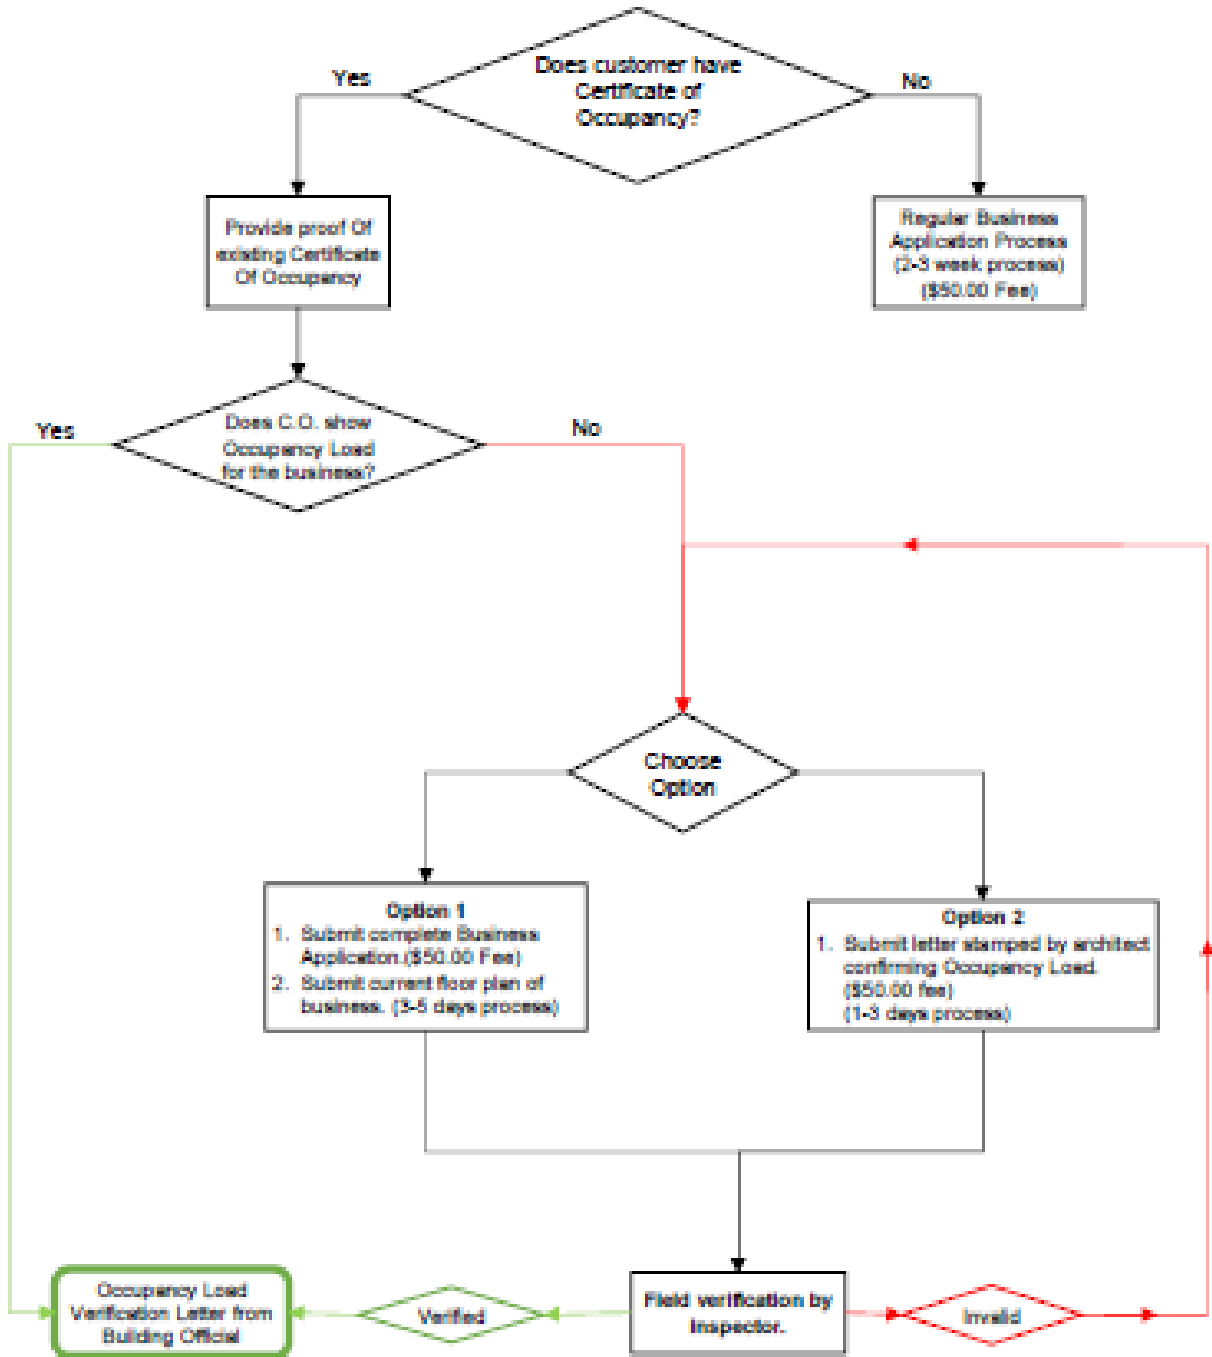 Does customer have
Certificate of
Occupancy?
Yes
No
Provide proof Of
existing Certificate
Of Occupancy
Regular Business
Application Process
(2-3 week process)
($50.00 Fee)
Does C.O. show
Occupancy Load
for the business?
Yes
No
Choose
Option
Option 1
1. Submit complete Business
Application.($50.00 Fee)
2. Submit current floor plan of
business. (3-5 days process)
Option 2
1. Submit letter stamped by architect
confirming Occupancy Load.
($50.00 fee)
(1-3 days process)
Occupancy Load
Verification Letter from
Building Official
Verified
Field verification by
Inspector.
Invalid